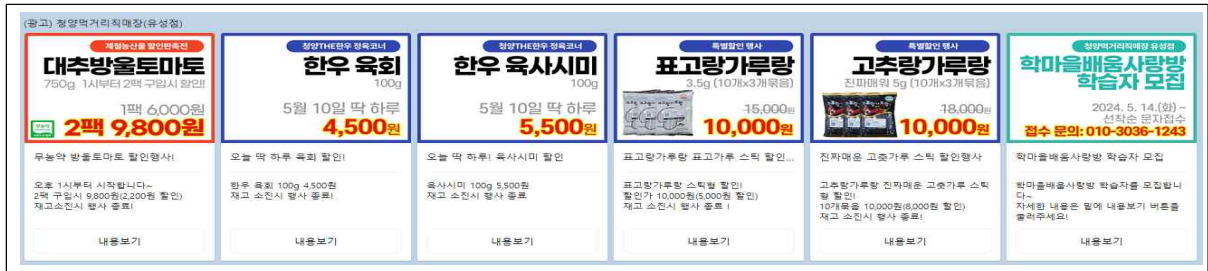 (광고) 청양먹거리직매장(유성점)
제철농산물 할인판촉전
대추방울토마토
750g 1시부터 2팩 구입시 할인!
1팩 6,000원
2팩 9,800원
무농약 방울토마토 할인행사!
오후 1시부터 시작합니다~
2팩 구입시 9,800원(2,200원 할인)
재고소진시 행사 종료!
내용보기
청양THE한우 정육코너
한우 육회
100g
5월 10일 딱 하루
4,500원
오늘 딱 하루 육회 할인!
한우 육회 100g 4,500원
재고 소진시 행사 종료!
내용보기
청양THE한우 정육코너
한우 육사시미
100g
5월 10일 딱 하루
5,500원
오늘 딱 하루! 육사시미 할인
육사시미 100g 5,500원
재고 소진시 행사 종료
내용보기
특별할인 행사
표고랑가루랑
3.5g (10개x3개묶음)
15,000원
10,000원
표고랑가루랑 표고가루 스틱 할인...
표고랑가루랑 스틱형 할인!
할인가 10,000원(5,000원 할인)
재고 소진시 행사 종료 !
내용보기
특별할인 행사
고추랑가루랑
진짜매워 5g (10개x3개묶음)
18,000원
10,000원
진짜매운 고춧가루 스틱 할인행사
고추랑가루랑 진짜매운 고춧가루 스틱
형 할인!
10개묶음 10,000원(8,000원 할인)
재고 소진시 행사 종료!
내용보기
청양먹거리직매장 유성점
학마을배움사랑방
학습자 모집
2024. 5. 14.(화) ~
선착순 문자접수
접수 문의: 010-3036-1243
학마을배움사랑방 학습자 모집
학마을배움사랑방 학습자를 모집합니
다~
자세한 내용은 밑에 내용보기 버튼를
눌러주세요!
내용보기